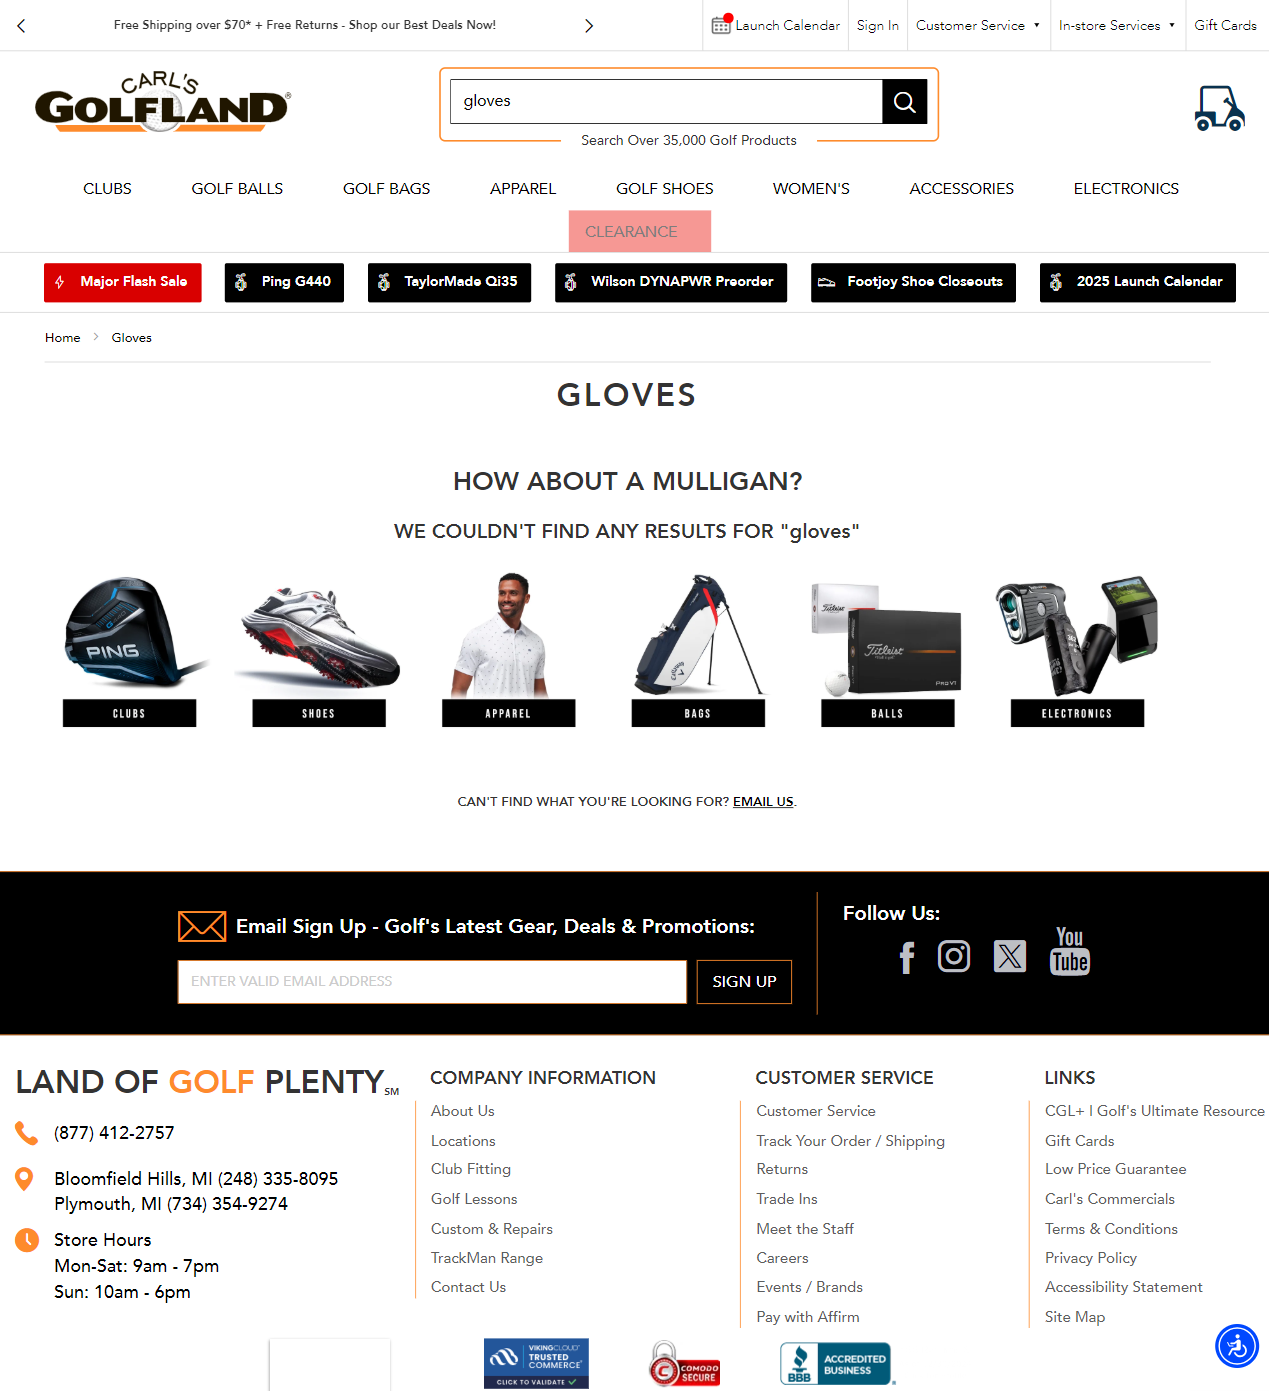 Free Shipping over $70* + Free Returns - Shop our Best Deals Now!
Launch Calendar
Sign In
Customer Service
In-store Services
Gift Cards
CARL'S
GOLFLAND®
gloves
Search Over 35,000 Golf Products
CLUBS
GOLF BALLS
GOLF BAGS
APPAREL
GOLF SHOES
WOMEN'S
ACCESSORIES
ELECTRONICS
CLEARANCE
Major Flash Sale
Ping G440
TaylorMade Qi35
Wilson DYNAPWR Preorder
Footjoy Shoe Closeouts
2025 Launch Calendar
Home
Gloves
GLOVES
HOW ABOUT A MULLIGAN?
WE COULDN'T FIND ANY RESULTS FOR "gloves"
PING
Titleist
Titleist
PRO V1
CLUBS
SHOES
APPAREL
BAGS
BALLS
ELECTRONICS
CAN'T FIND WHAT YOU'RE LOOKING FOR? EMAIL US.
Email Sign Up - Golf's Latest Gear, Deals & Promotions:
ENTER VALID EMAIL ADDRESS
SIGN UP
Follow Us:
You
Tube
LAND OF GOLF PLENTY SM
(877) 412-2757
Bloomfield Hills, MI (248) 335-8095
Plymouth, MI (734) 354-9274
Store Hours
Mon-Sat: 9am - 7pm
Sun: 10am - 6pm
COMPANY INFORMATION
About Us
Locations
Club Fitting
Golf Lessons
Custom & Repairs
TrackMan Range
Contact Us
CUSTOMER SERVICE
Customer Service
Track Your Order / Shipping
Returns
Trade Ins
Meet the Staff
Careers
Events / Brands
Pay with Affirm
LINKS
CGL+ I Golf's Ultimate Resource
Gift Cards
Low Price Guarantee
Carl's Commercials
Terms & Conditions
Privacy Policy
Accessibility Statement
Site Map
VIKINGCLOUD
TRUSTED
COMMERCE
CLICK TO VALIDATE
COMODO
SECURE
BBB
ACCREDITED
BUSINESS